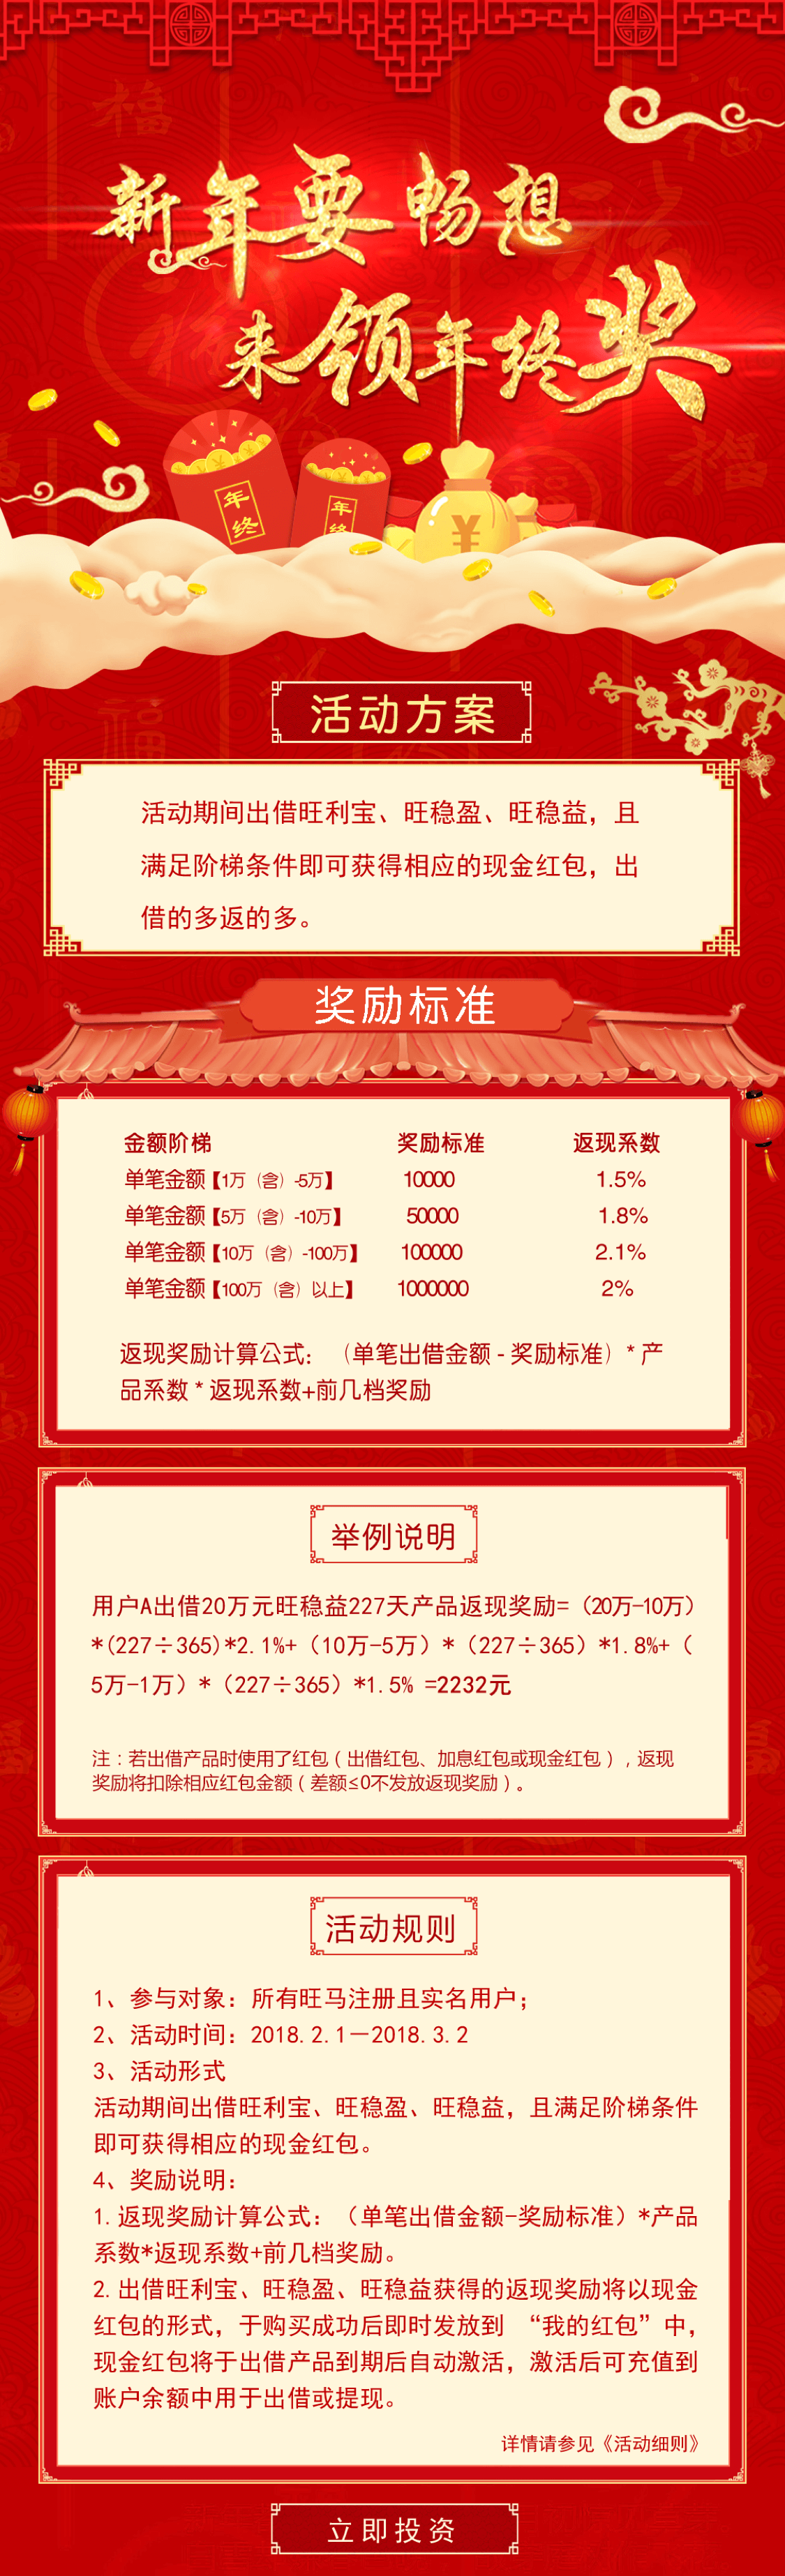 新年要畅想
来领年终奖
年终
年终
¥
活动方案
活动期间出借旺利宝、旺稳盈、旺稳益，且
满足阶梯条件即可获得相应的现金红包，出
借的多返的多。
奖励标准
金额阶梯 奖励标准 返现系数
单笔金额【1万（含）-5万】 10000 1.5%
单笔金额【5万（含）-10万】 50000 1.8%
单笔金额【10万（含）-100万】 100000 2.1%
单笔金额【100万（含）以上】 1000000 2%
返现奖励计算公式：（单笔出借金额 - 奖励标准）* 产
品系数 * 返现系数+前几档奖励
举例说明
用户A出借20万元旺稳益227天产品返现奖励=（20万-10万）
*(227÷365)*2.1%+（10万-5万）*（227÷365）*1.8%+（
5万-1万）*（227÷365）*1.5% =2232元
注：若出借产品时使用了红包（出借红包、加息红包或现金红包），返现
奖励将扣除相应红包金额（差额≤0不发放返现奖励）。
活动规则
1、参与对象：所有旺马注册且实名用户；
2、活动时间：2018.2.1－2018.3.2
3、活动形式
活动期间出借旺利宝、旺稳盈、旺稳益，且满足阶梯条件
即可获得相应的现金红包。
4、奖励说明：
1.返现奖励计算公式：（单笔出借金额-奖励标准）*产品
系数*返现系数+前几档奖励。
2.出借旺利宝、旺稳盈、旺稳益获得的返现奖励将以现金
红包的形式，于购买成功后即时发放到 “我的红包”中，
现金红包将于出借产品到期后自动激活，激活后可充值到
账户余额中用于出借或提现。
详情请参见《活动细则》
立即投资